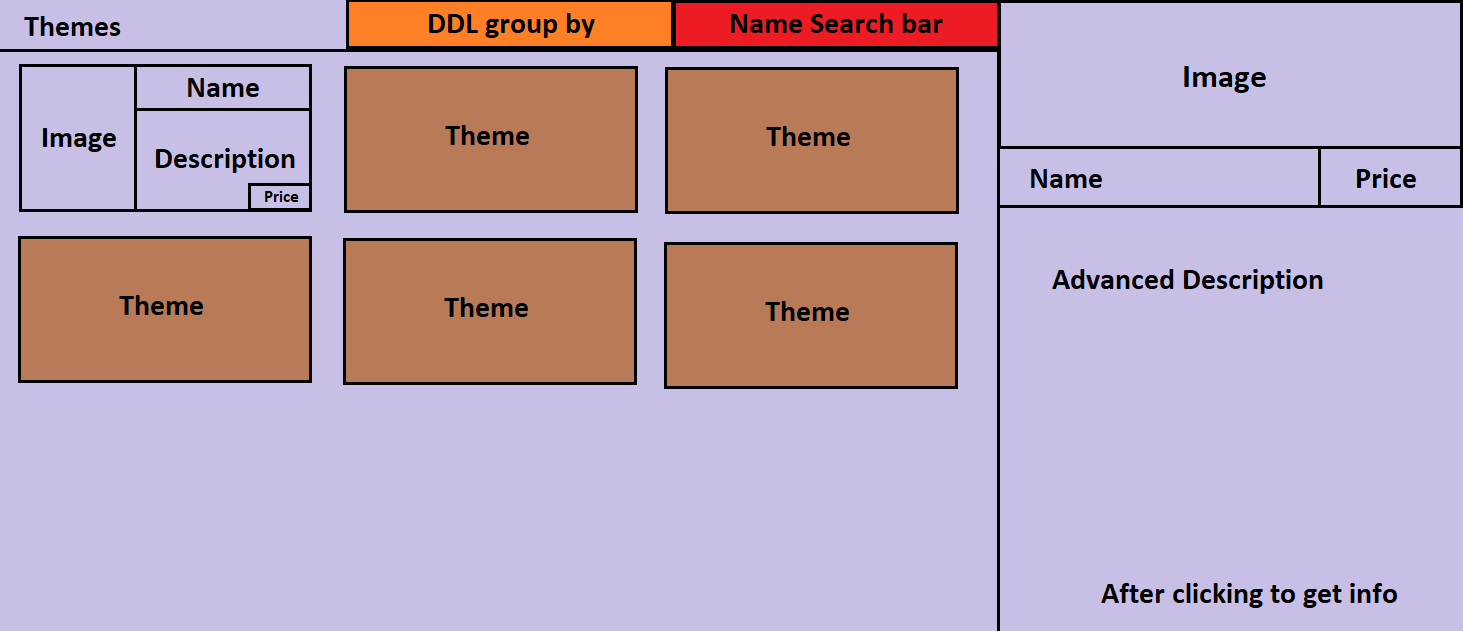 Themes
DDL group by
Name Search bar
Image
Name
Description
Price
Theme
Theme
Theme
Theme
Theme
Image
Name
Price
Advanced Description
After clicking to get info